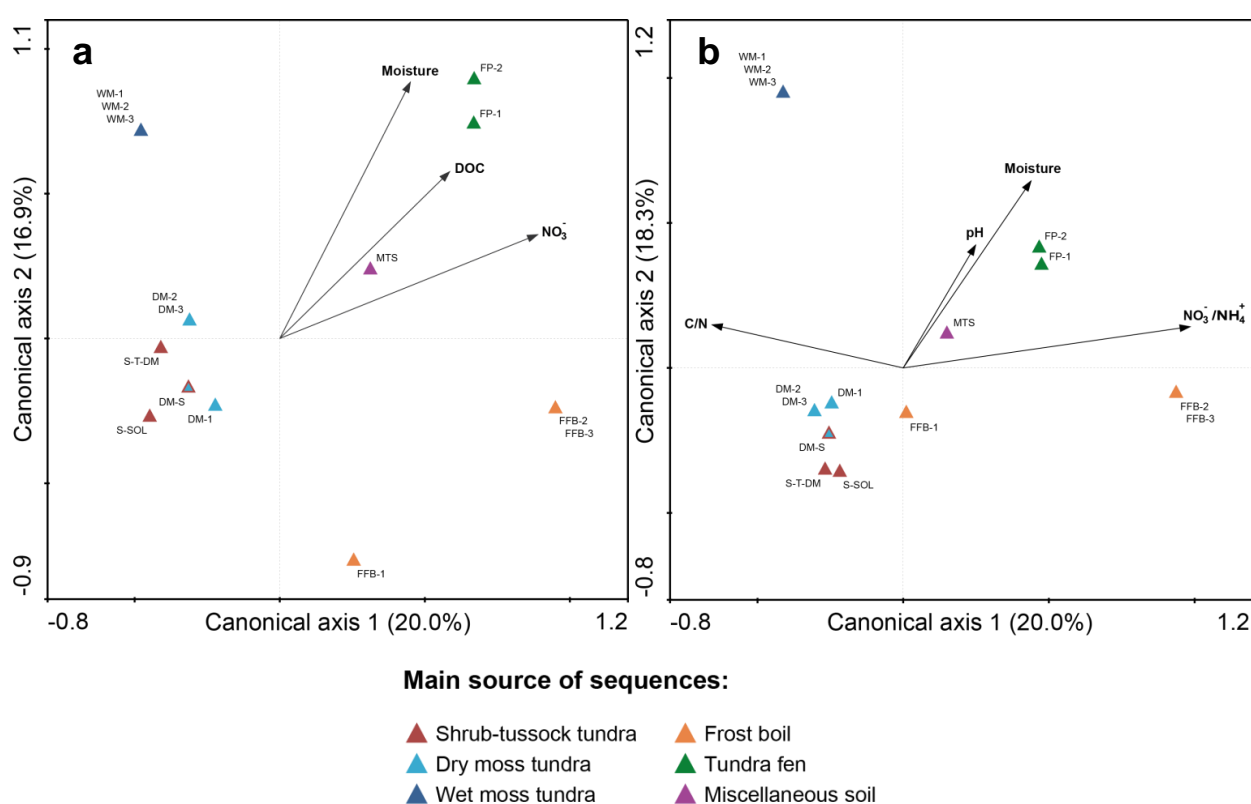 a
1.1
Canonical axis 2 (16.9%)
-0.9
Moisture
FP-2
FP-1
WM-1
WM-2
WM-3
DOC
NO₃⁻
MTS
DM-2
DM-3
S-T-DM
DM-S
S-SOL
DM-1
FFB-2
FFB-3
FFB-1
-0.8
Canonical axis 1 (20.0%)
1.2
b
1.2
Canonical axis 2 (18.3%)
-0.8
WM-1
WM-2
WM-3
Moisture
pH
FP-2
FP-1
C/N
NO₃⁻/NH₄⁺
MTS
DM-2
DM-3
DM-1
FFB-1
FFB-2
FFB-3
DM-S
S-T-DM
S-SOL
-0.8
Canonical axis 1 (20.0%)
1.2
Main source of sequences:
Shrub-tussock tundra
Dry moss tundra
Wet moss tundra
Frost boil
Tundra fen
Miscellaneous soil